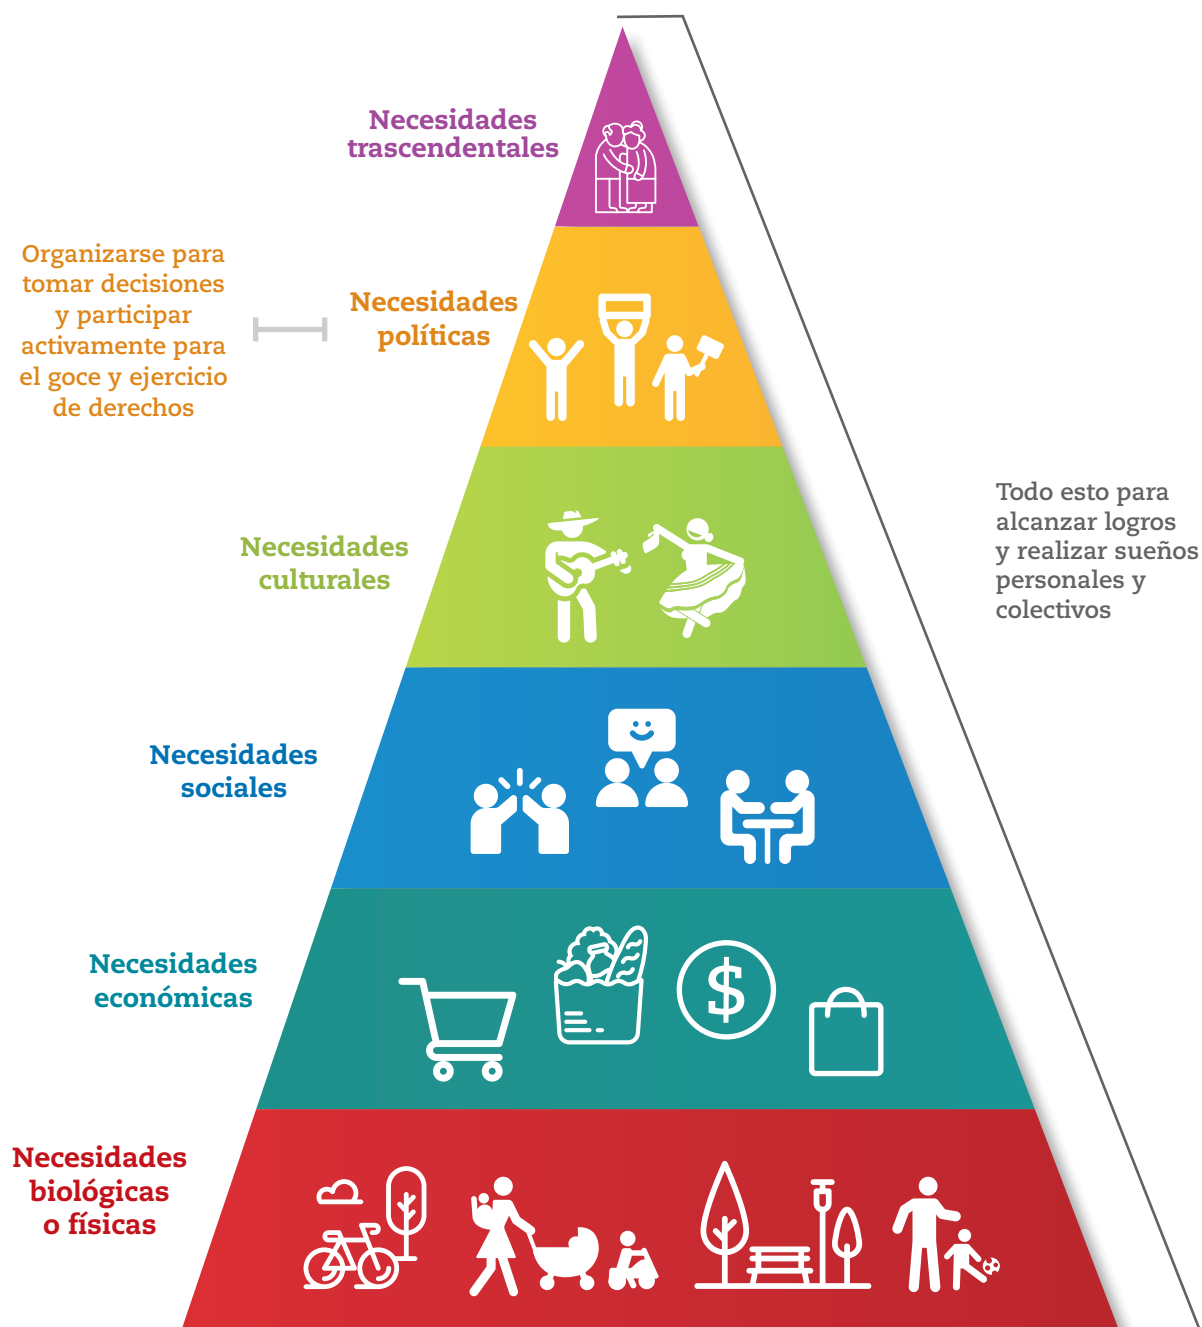 Necesidades
trascendentales
Organizarse para
tomar decisiones
y participar
activamente para
el goce y ejercicio
de derechos
Necesidades
políticas
Todo esto para
alcanzar logros
y realizar sueños
personales y
colectivos
Necesidades
culturales
Necesidades
sociales
Necesidades
económicas
$
Necesidades
biológicas
o físicas